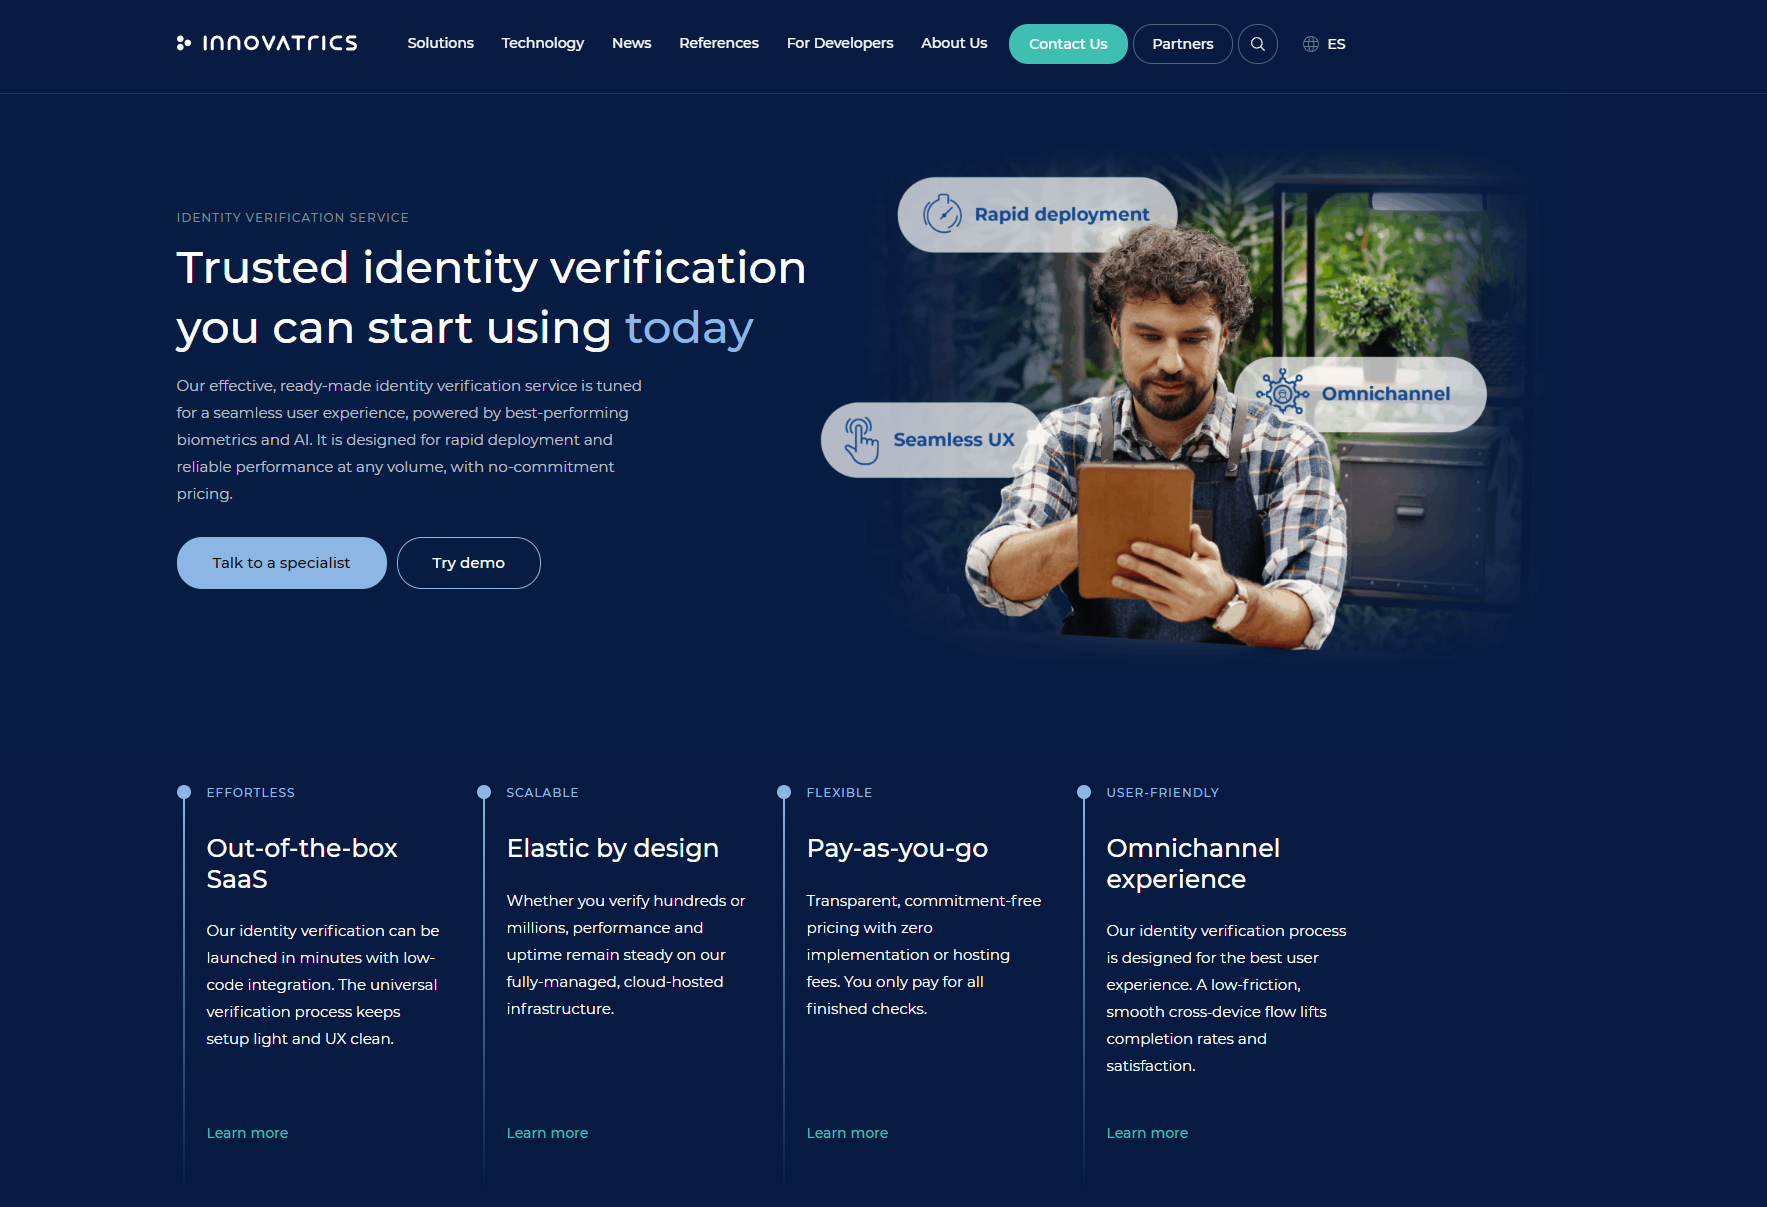 INNOVATRICS
Solutions
Technology
News
References
For Developers
About Us
Contact Us
Partners
ES
IDENTITY VERIFICATION SERVICE
Trusted identity verification
you can start using today
Our effective, ready-made identity verification service is tuned
for a seamless user experience, powered by best-performing
biometrics and AI. It is designed for rapid deployment and
reliable performance at any volume, with no-commitment
pricing.
Talk to a specialist
Try demo
Rapid deployment
Omnichannel
Seamless UX
EFFORTLESS
Out-of-the-box
SaaS
Our identity verification can be
launched in minutes with low-
code integration. The universal
verification process keeps
setup light and UX clean.
Learn more
SCALABLE
Elastic by design
Whether you verify hundreds or
millions, performance and
uptime remain steady on our
fully-managed, cloud-hosted
infrastructure.
Learn more
FLEXIBLE
Pay-as-you-go
Transparent, commitment-free
pricing with zero
implementation or hosting
fees. You only pay for all
finished checks.
Learn more
USER-FRIENDLY
Omnichannel
experience
Our identity verification process
is designed for the best user
experience. A low-friction,
smooth cross-device flow lifts
completion rates and
satisfaction.
Learn more